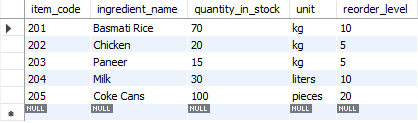 item_code ingredient_name quantity_in_stock unit reorder_level
201 Basmati Rice 70 kg 10
202 Chicken 20 kg 5
203 Paneer 15 kg 5
204 Milk 30 liters 10
205 Coke Cans 100 pieces 20
NULL NULL NULL NULL NULL